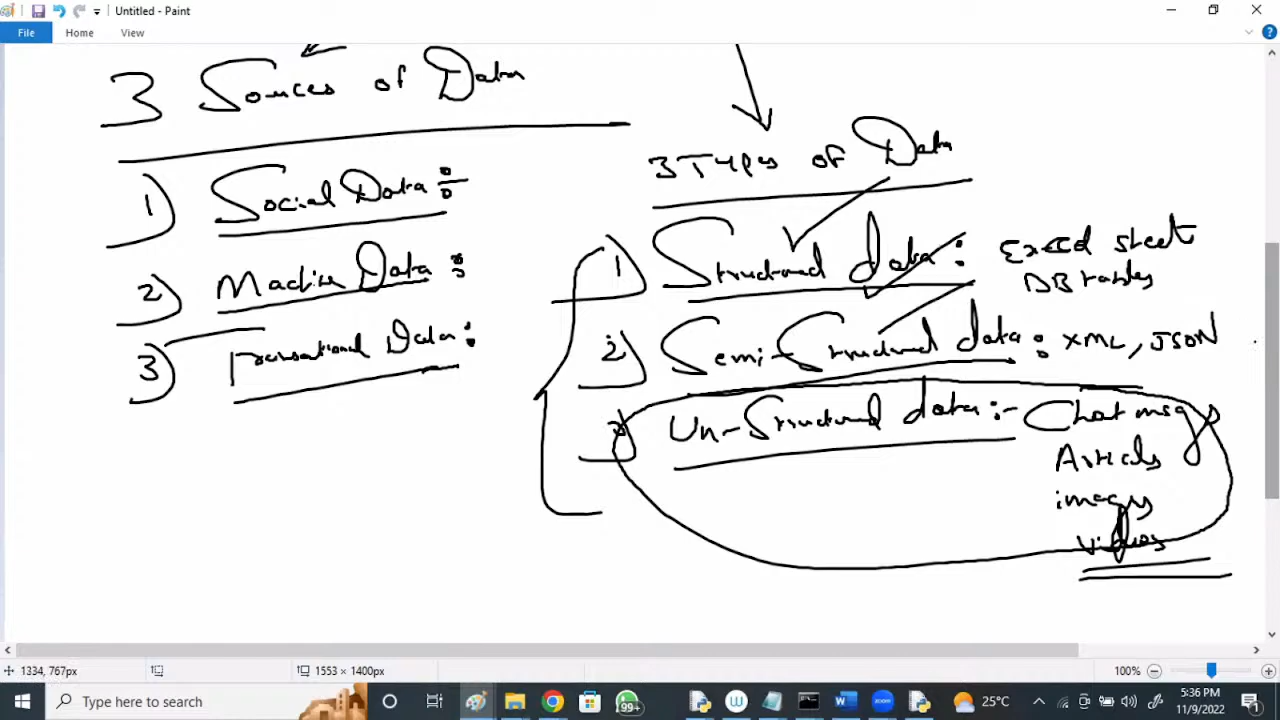 Untitled - Paint
File Home View
3 Sources of Data
1) Social Data:
2) Machine Data:
3) Transactional Data:
3 Types of Data
1) Structured data: Excel sheet
DB tables
2) Semi-Structured data: XML, JSON
3) Un-Structured data:- Chat msgs
Articals
images
videos
1334, 767px
1553 × 1400px
100%
Type here to search
99+
25°C
5:36 PM
11/9/2022